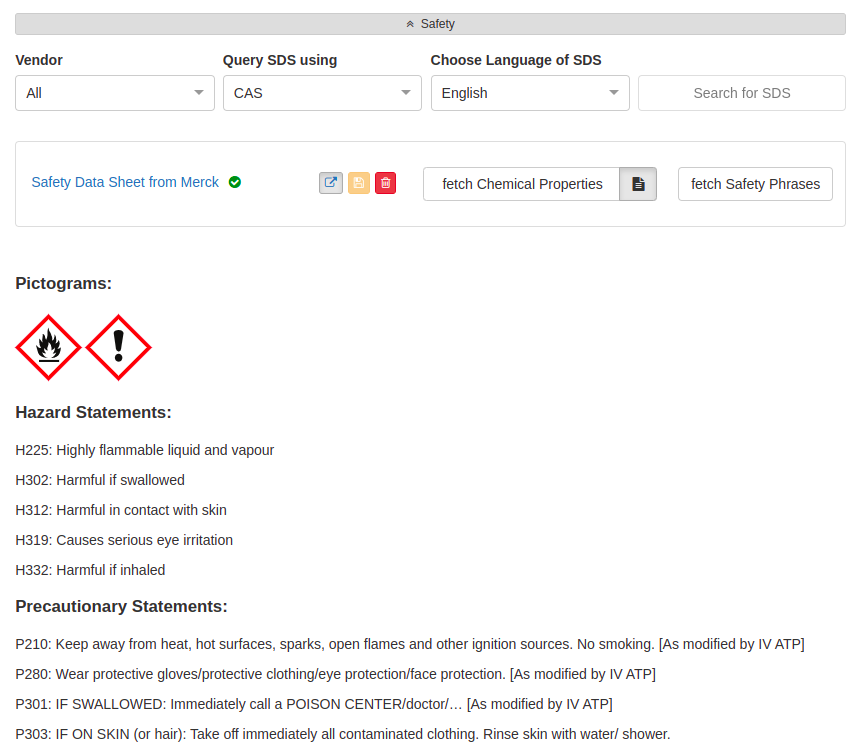 Safety
Vendor Query SDS using Choose Language of SDS
All CAS English Search for SDS
Safety Data Sheet from Merck fetch Chemical Properties fetch Safety Phrases
Pictograms:
Hazard Statements:
H225: Highly flammable liquid and vapour
H302: Harmful if swallowed
H312: Harmful in contact with skin
H319: Causes serious eye irritation
H332: Harmful if inhaled
Precautionary Statements:
P210: Keep away from heat, hot surfaces, sparks, open flames and other ignition sources. No smoking. [As modified by IV ATP]
P280: Wear protective gloves/protective clothing/eye protection/face protection. [As modified by IV ATP]
P301: IF SWALLOWED: Immediately call a POISON CENTER/doctor/… [As modified by IV ATP]
P303: IF ON SKIN (or hair): Take off immediately all contaminated clothing. Rinse skin with water/ shower.